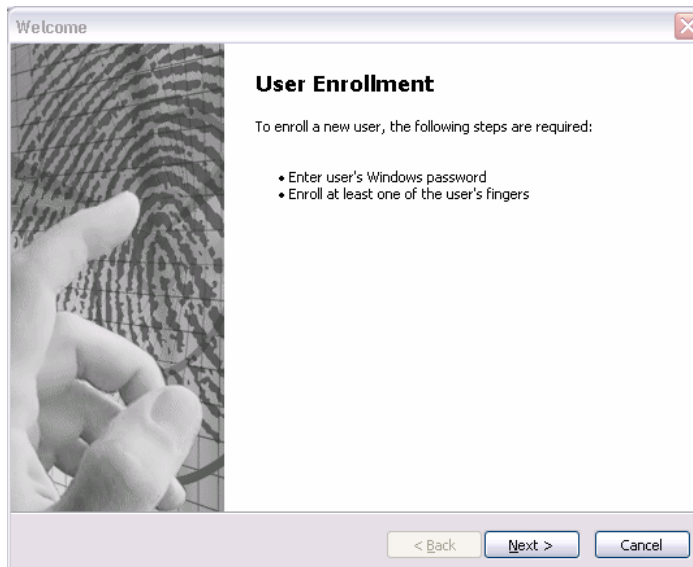 Welcome
User Enrollment
To enroll a new user, the following steps are required:
• Enter user's Windows password
• Enroll at least one of the user's fingers
< Back Next > Cancel